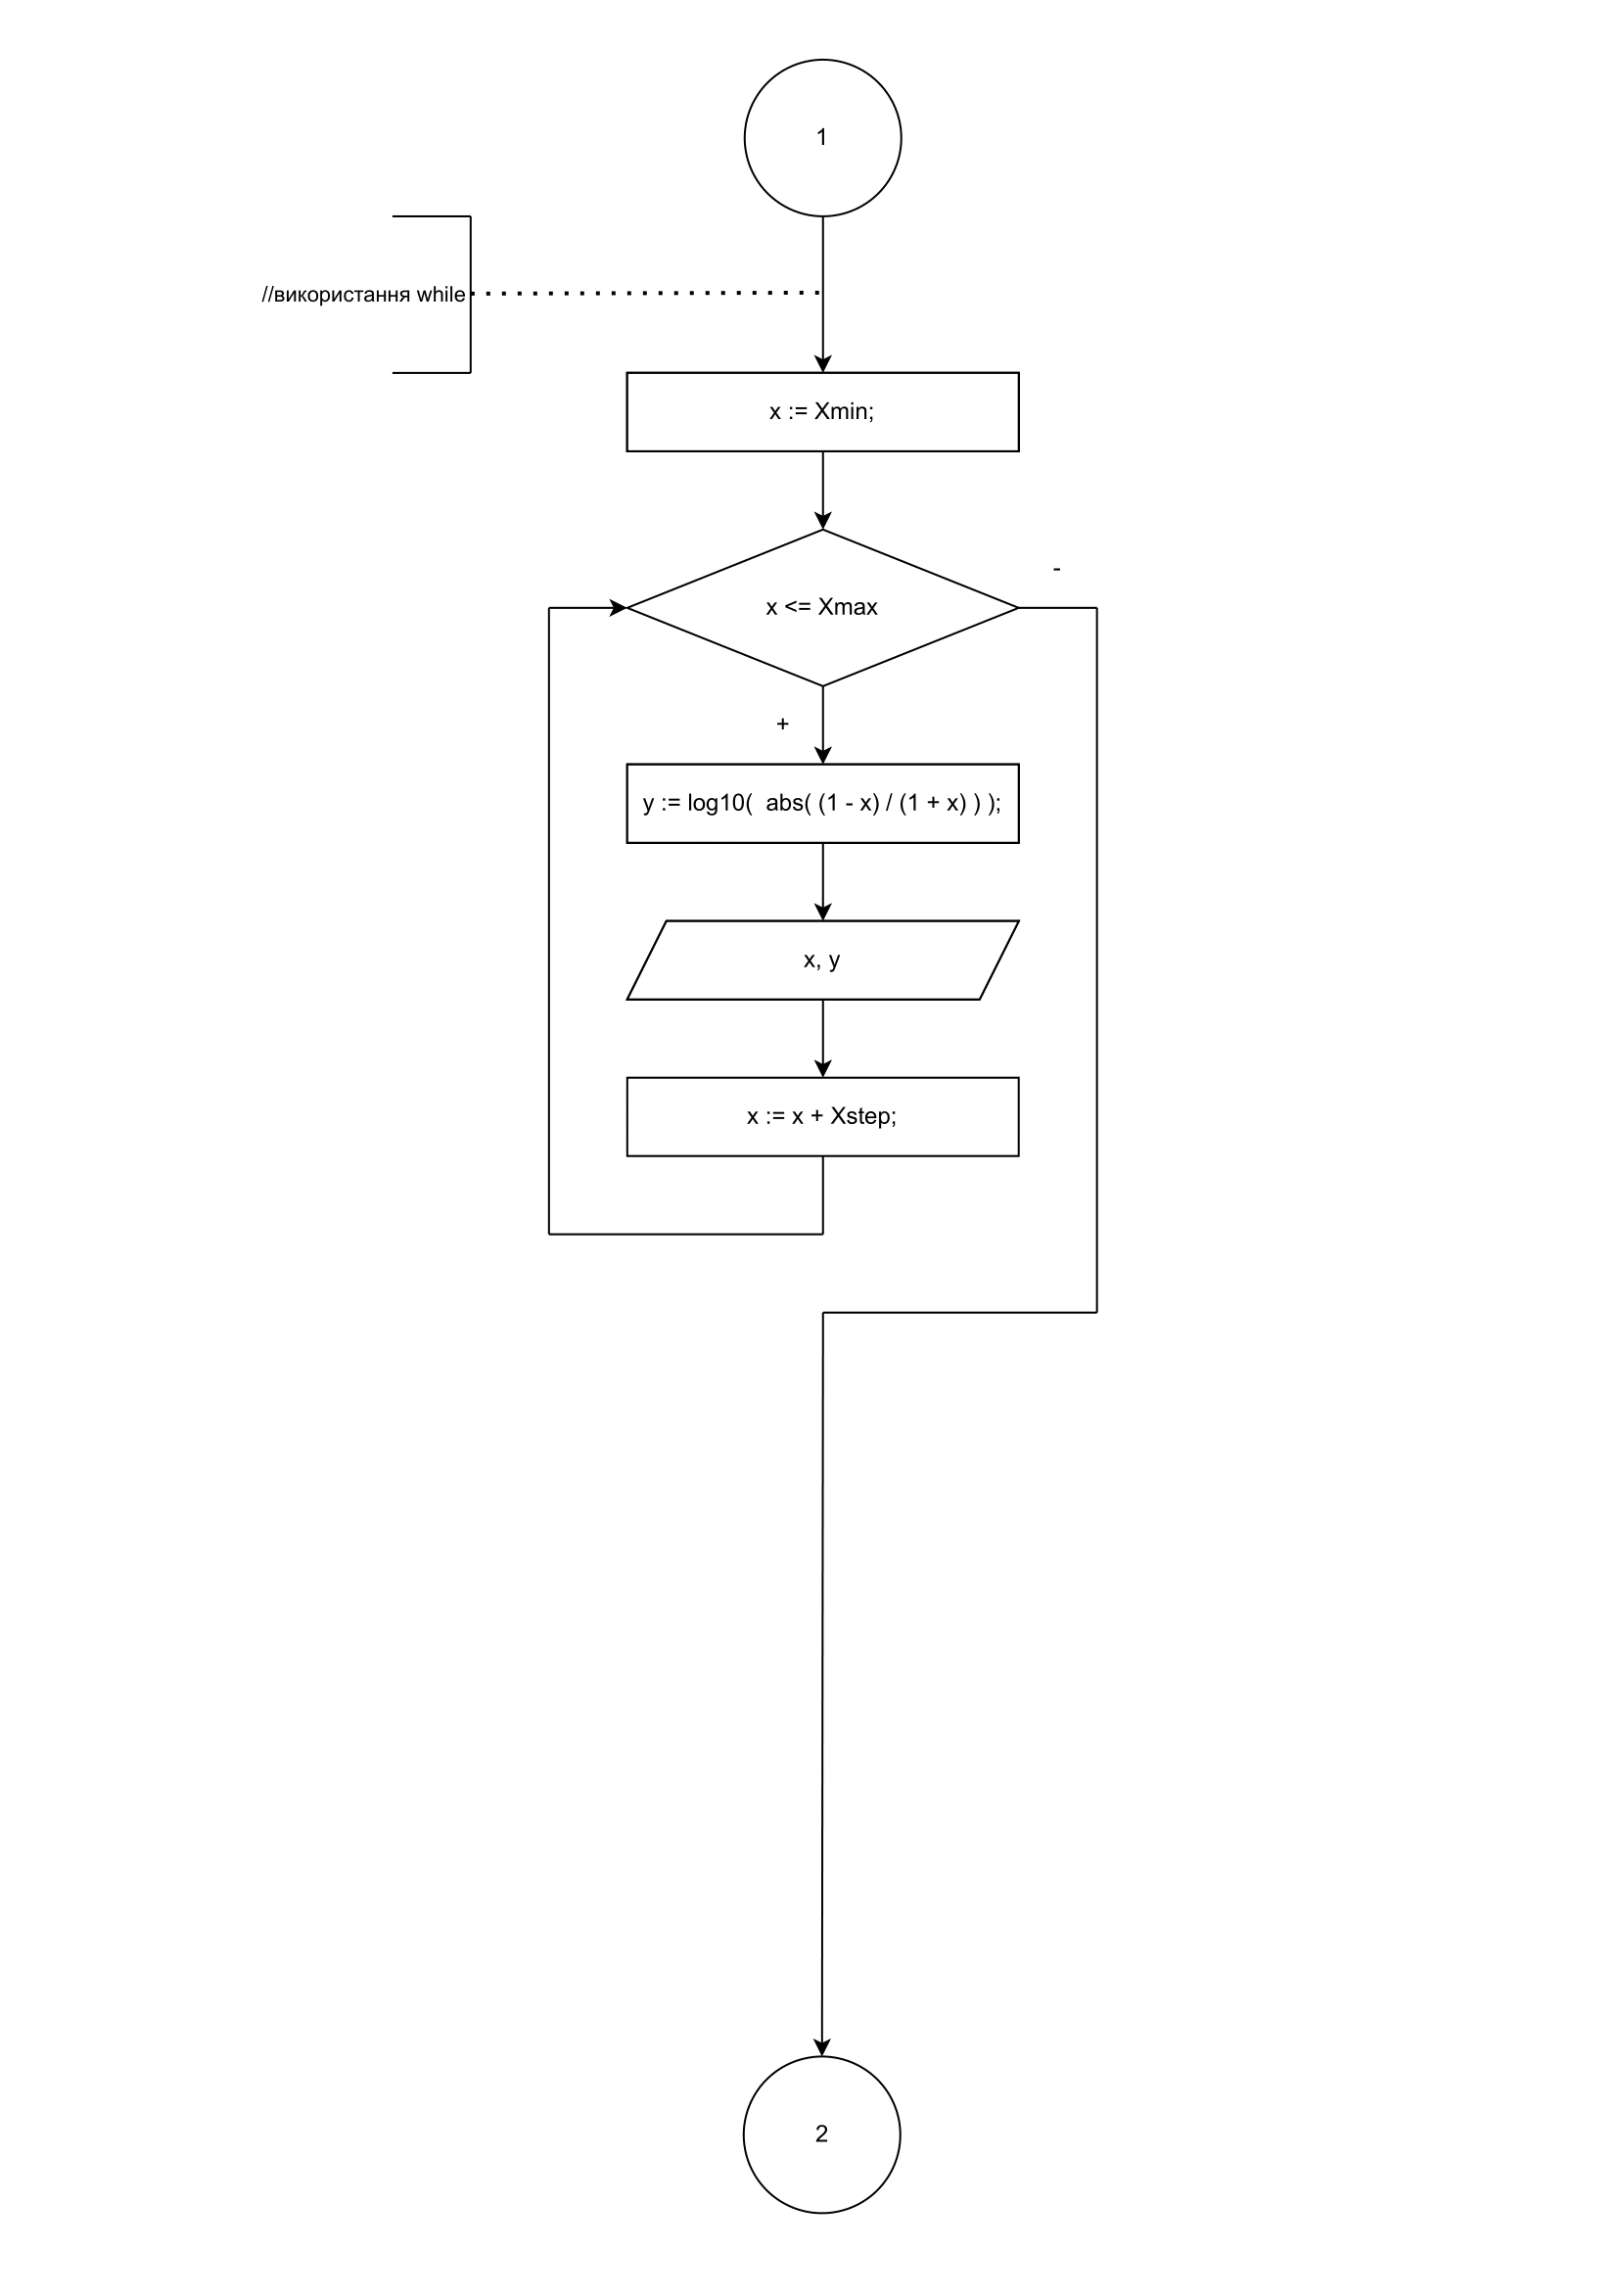 1
//використання while
x := Xmin;
x <= Xmax
-
+
y := log10(  abs( (1 - x) / (1 + x) ) );
x, y
x := x + Xstep;
2